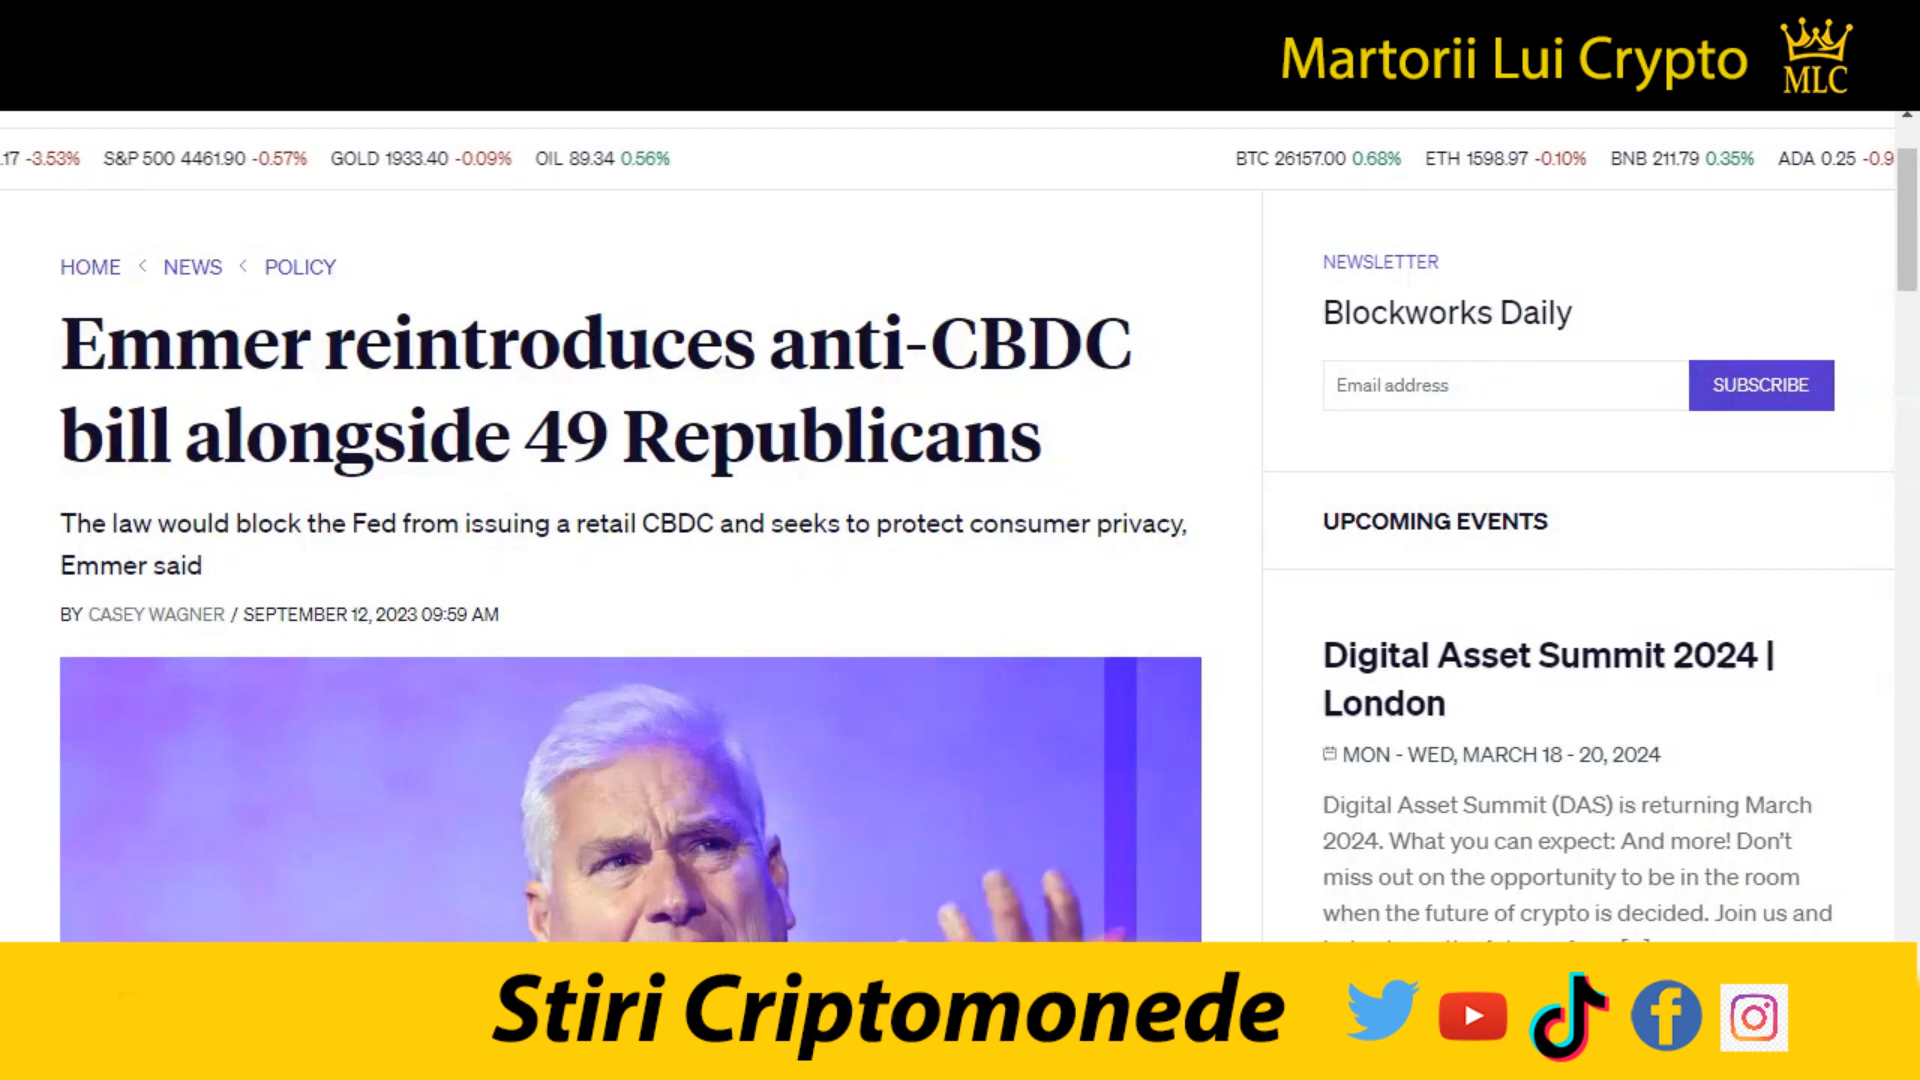 Martorii Lui Crypto
MLC
.17 -3.53% S&P 500 4461.90 -0.57% GOLD 1933.40 -0.09% OIL 89.34 0.56%
BTC 26157.00 0.68% ETH 1598.97 -0.10% BNB 211.79 0.35% ADA 0.25 -0.9
HOME < NEWS < POLICY
Emmer reintroduces anti-CBDC
bill alongside 49 Republicans
The law would block the Fed from issuing a retail CBDC and seeks to protect consumer privacy,
Emmer said
BY CASEY WAGNER / SEPTEMBER 12, 2023 09:59 AM
NEWSLETTER
Blockworks Daily
Email address
SUBSCRIBE
UPCOMING EVENTS
Digital Asset Summit 2024 |
London
MON - WED, MARCH 18 - 20, 2024
Digital Asset Summit (DAS) is returning March
2024. What you can expect: And more! Don't
miss out on the opportunity to be in the room
when the future of crypto is decided. Join us and
Stiri Criptomonede